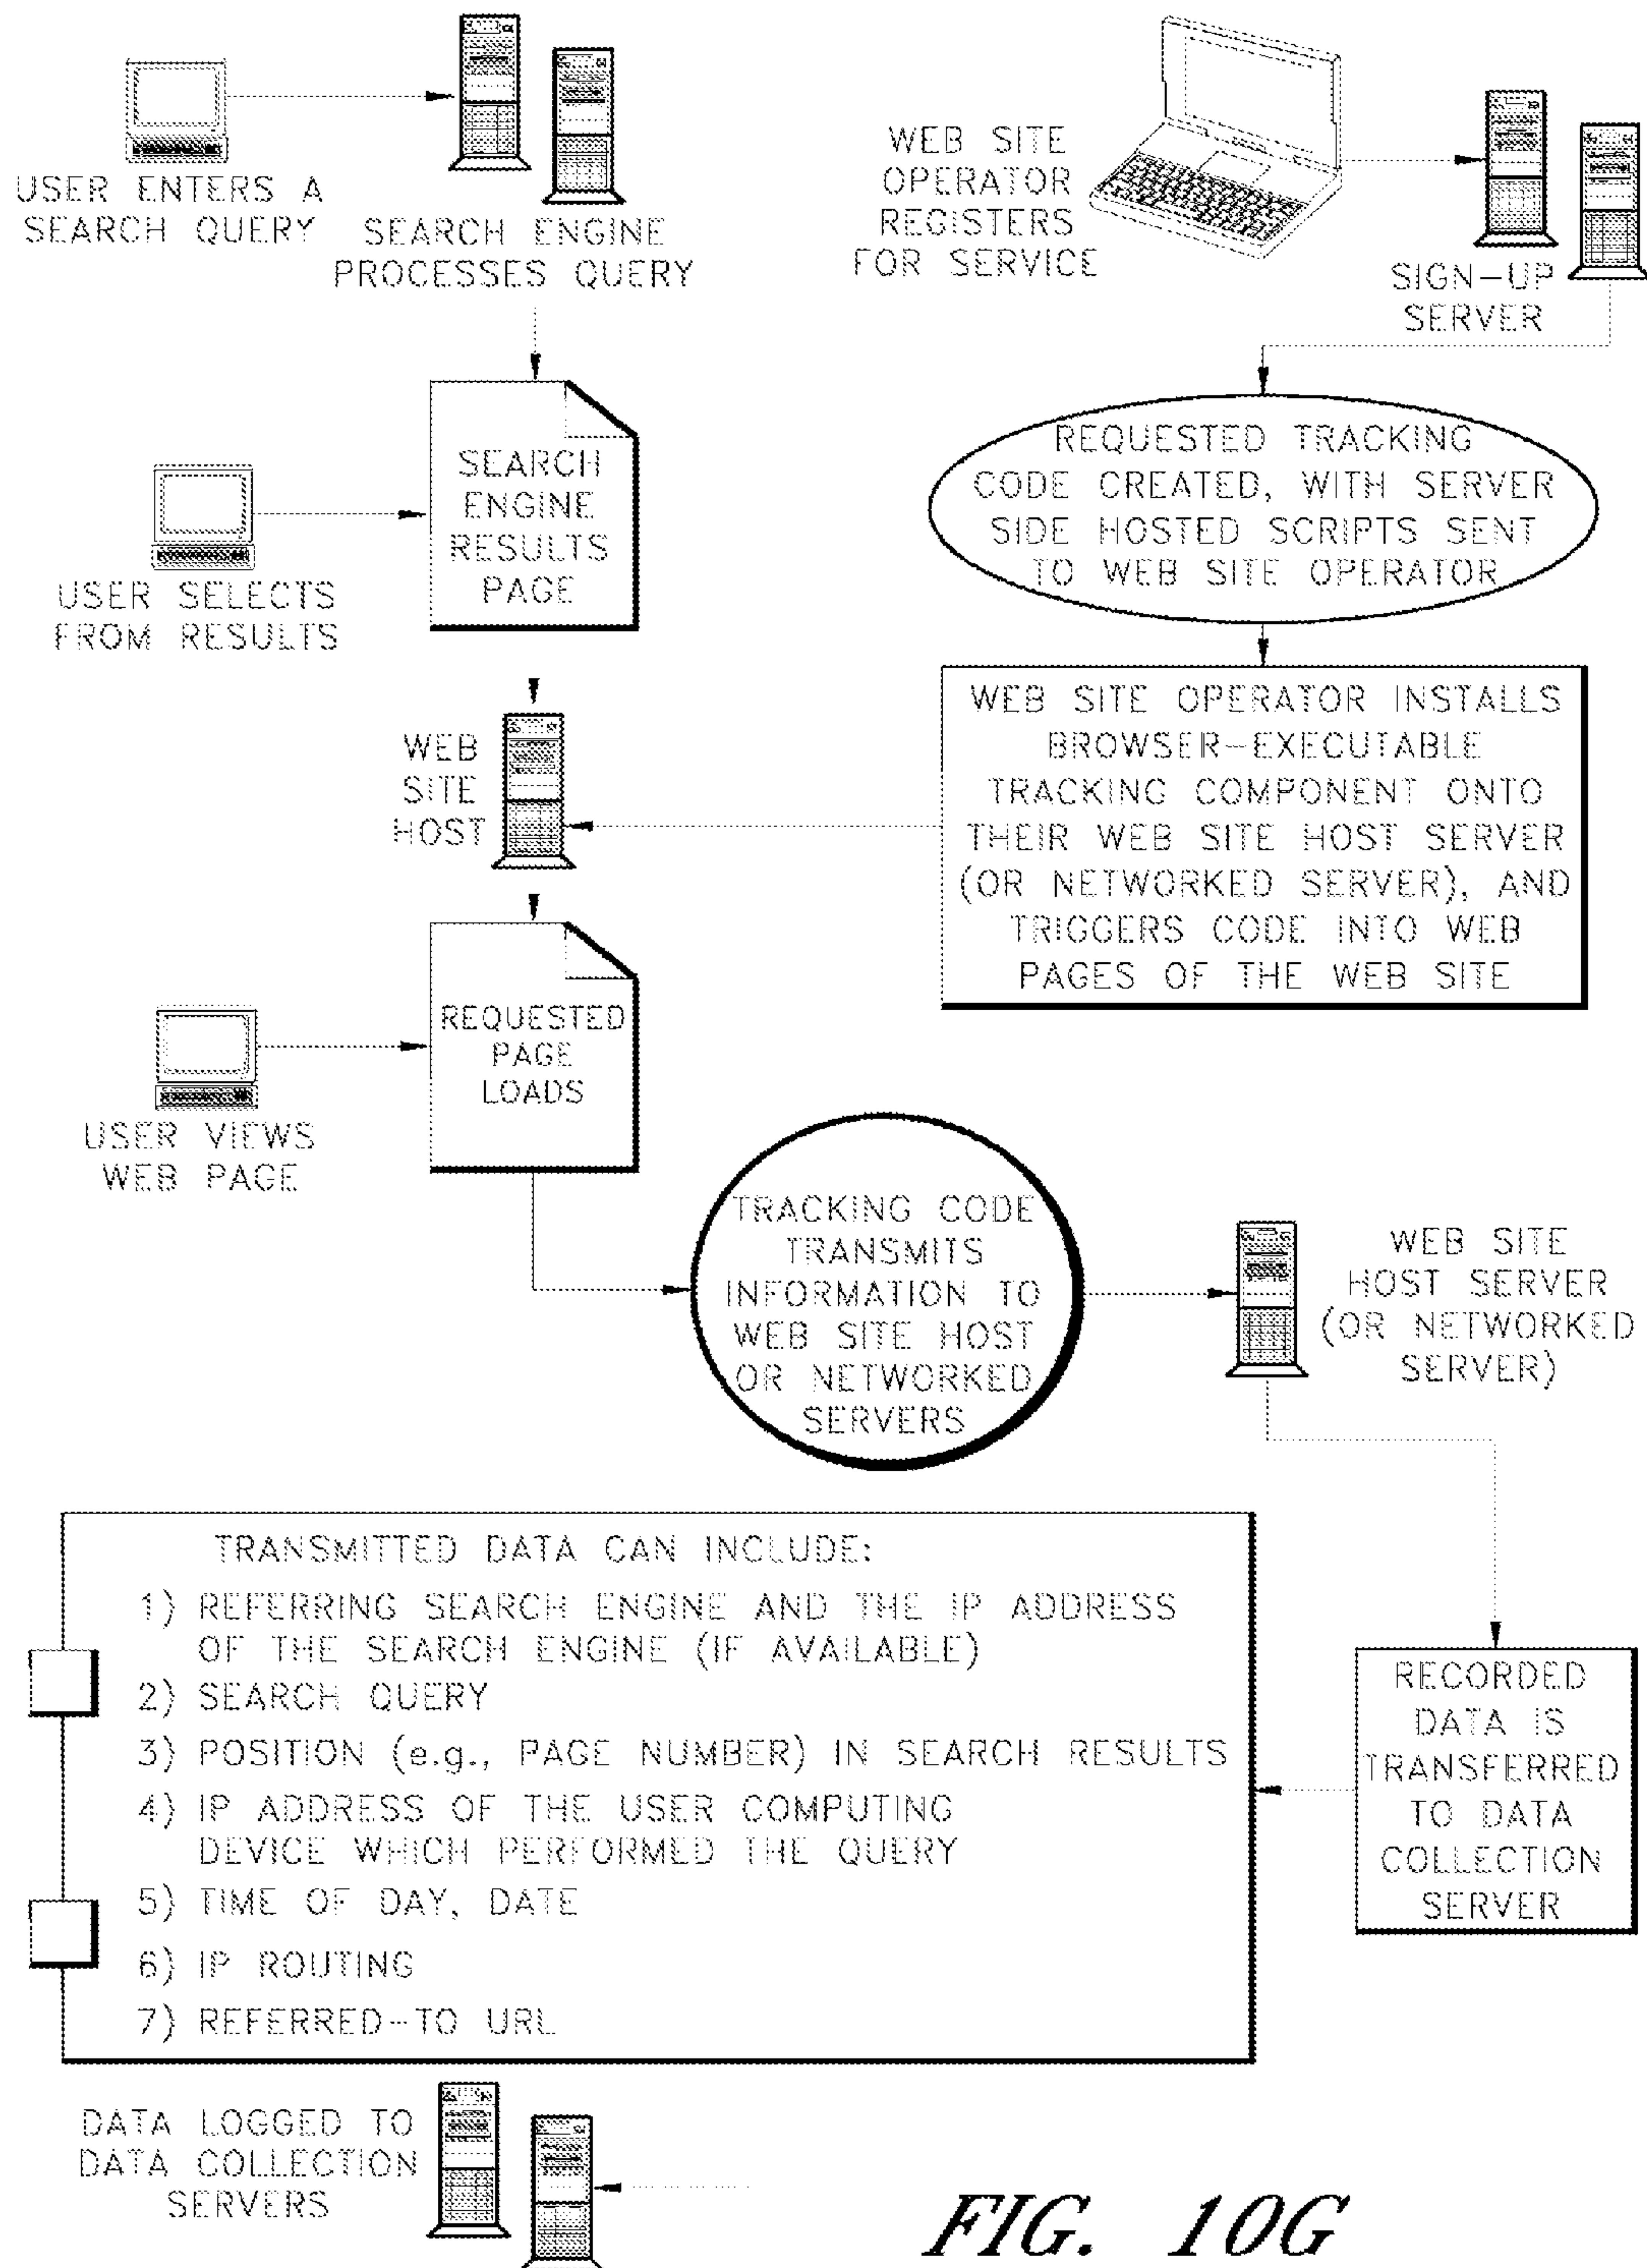 USER ENTERS A
SEARCH QUERY
SEARCH ENGINE
PROCESSES QUERY
WEB SITE
OPERATOR
REGISTERS
FOR SERVICE
SIGN-UP
SERVER
SEARCH
ENGINE
RESULTS
PAGE
USER SELECTS
FROM RESULTS
REQUESTED TRACKING
CODE CREATED, WITH SERVER
SIDE HOSTED SCRIPTS SENT
TO WEB SITE OPERATOR
WEB SITE OPERATOR INSTALLS
BROWSER-EXECUTABLE
TRACKING COMPONENT ONTO
THEIR WEB SITE HOST SERVER
(OR NETWORKED SERVER), AND
TRIGGERS CODE INTO WEB
PAGES OF THE WEB SITE
WEB
SITE
HOST
REQUESTED
PAGE
LOADS
USER VIEWS
WEB PAGE
TRACKING CODE
TRANSMITS
INFORMATION TO
WEB SITE HOST
OR NETWORKED
SERVERS
WEB SITE
HOST SERVER
(OR NETWORKED
SERVER)
TRANSMITTED DATA CAN INCLUDE:
1) REFERRING SEARCH ENGINE AND THE IP ADDRESS
OF THE SEARCH ENGINE (IF AVAILABLE)
2) SEARCH QUERY
3) POSITION (e.g., PAGE NUMBER) IN SEARCH RESULTS
4) IP ADDRESS OF THE USER COMPUTING
DEVICE WHICH PERFORMED THE QUERY
5) TIME OF DAY, DATE
6) IP ROUTING
7) REFERRED-TO URL
RECORDED
DATA IS
TRANSFERRED
TO DATA
COLLECTION
SERVER
DATA LOGGED TO
DATA COLLECTION
SERVERS
FIG. 10G